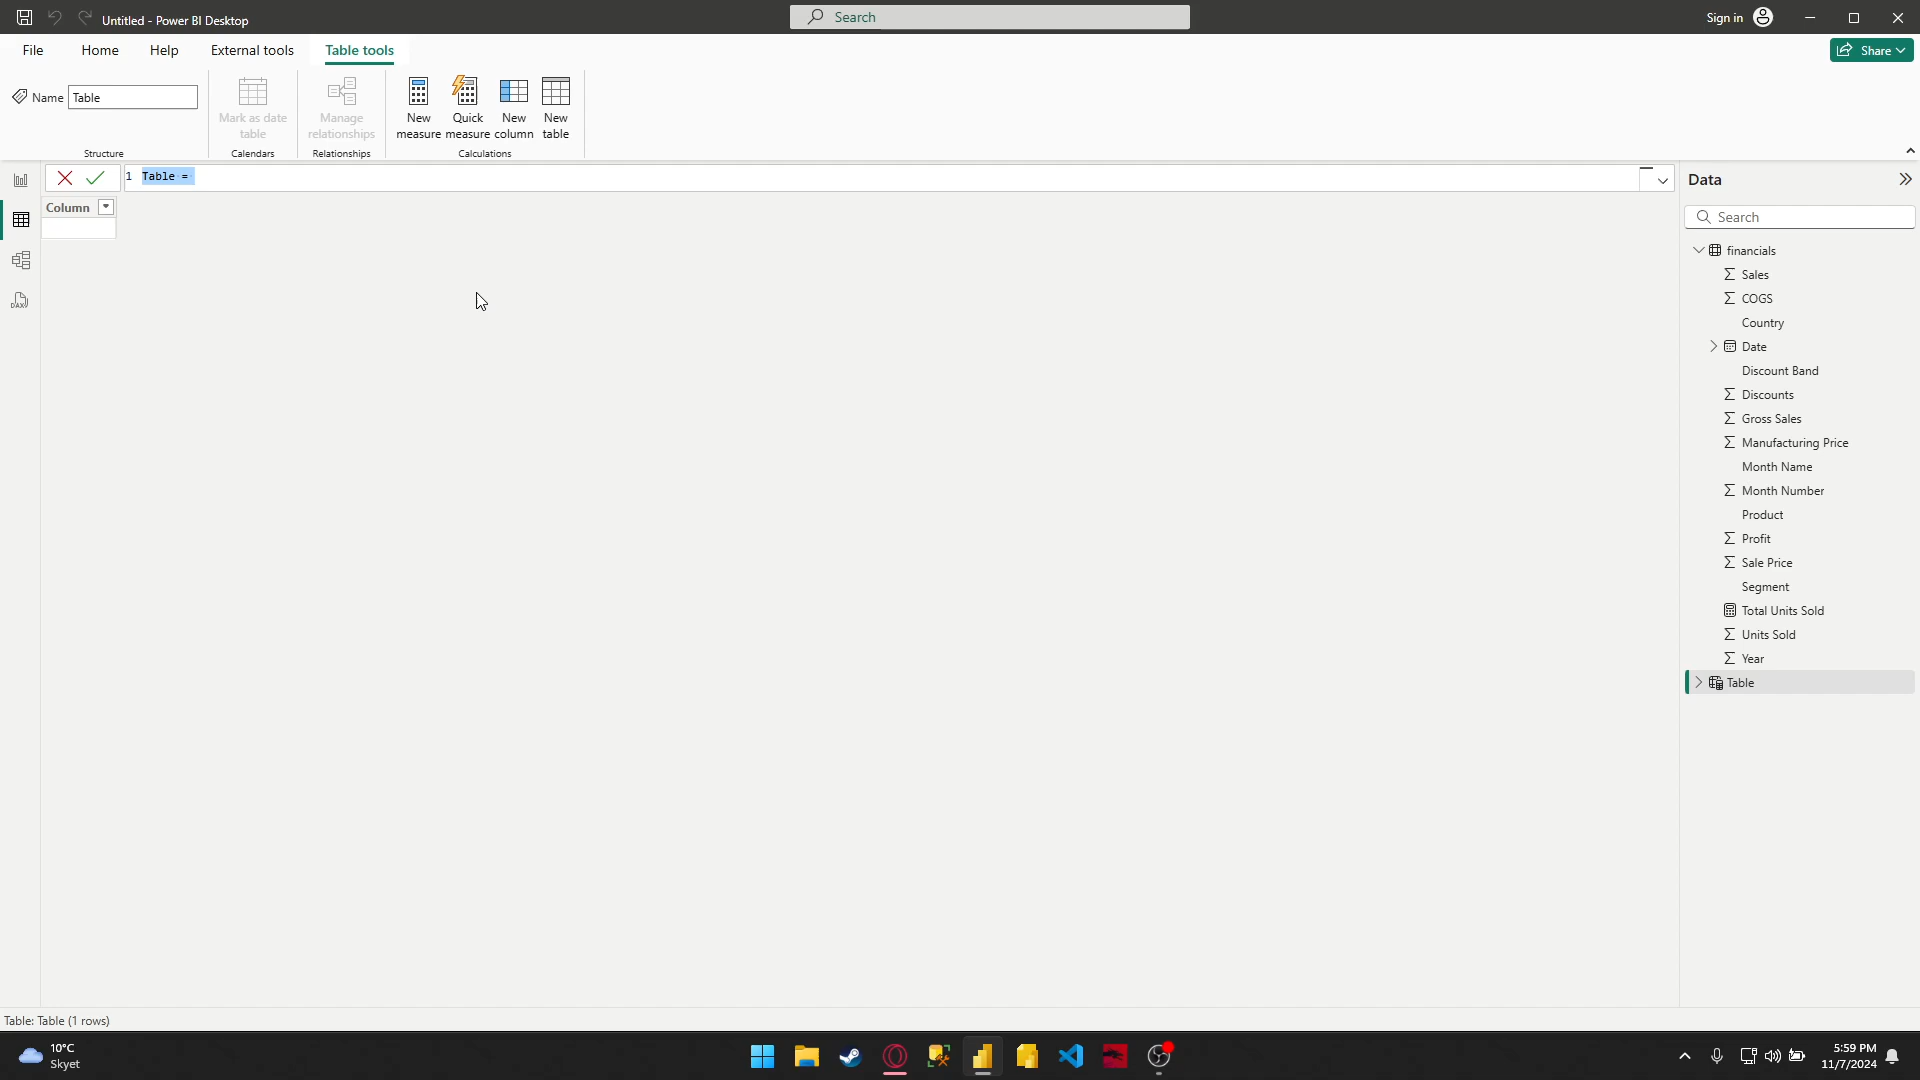 Untitled - Power BI Desktop
Search
Sign in
File
Home
Help
External tools
Table tools
Share
Name
Table
Mark as date
table
Manage
relationships
New
measure
Quick
measure
New
column
New
table
Structure
Calendars
Relationships
Calculations
1
Table =
Data
Column
Search
financials
Sales
COGS
Country
Date
Discount Band
Discounts
Gross Sales
Manufacturing Price
Month Name
Month Number
Product
Profit
Sale Price
Segment
Total Units Sold
Units Sold
Year
Table
DAX
Table: Table (1 rows)
10°C
Skyet
5:59 PM
11/7/2024